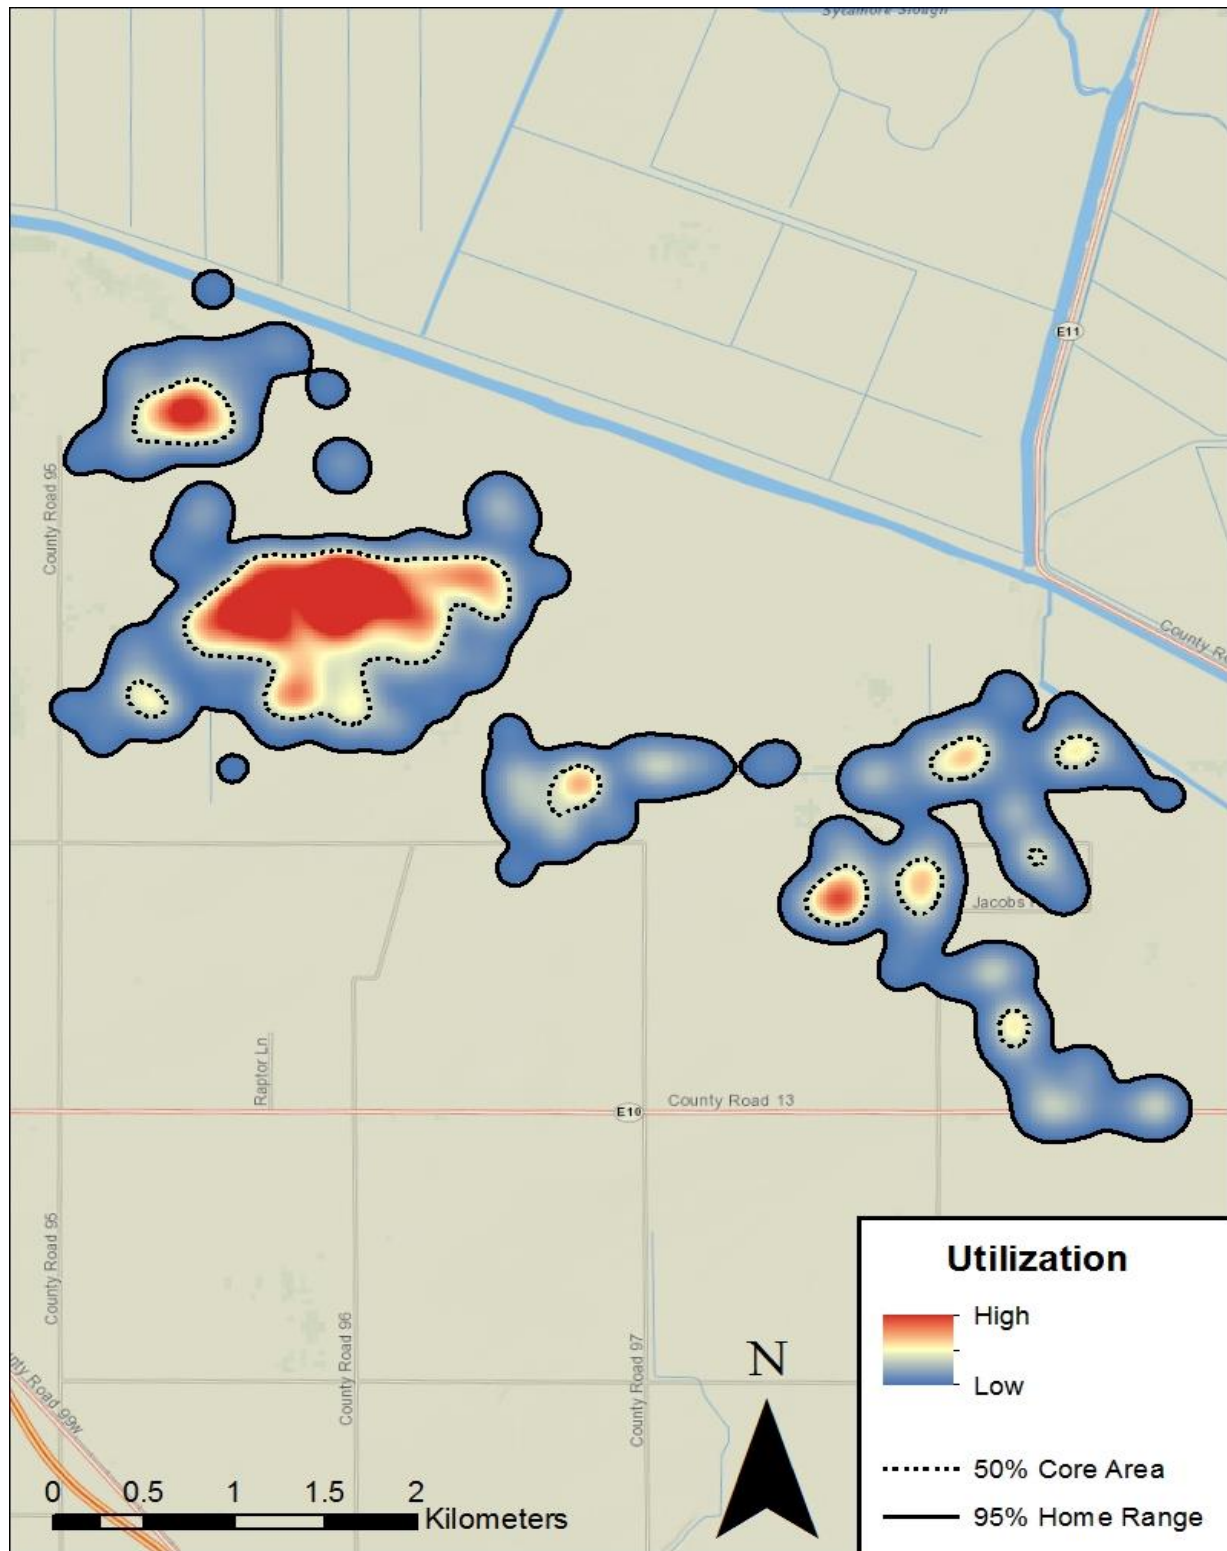 Sycamore Slough
E11
County Road 95
County Ro
Jacobs
Raptor Ln
County Road 13
E10
County Road 95
County Road 96
County Road 97
nty Road 99W
N
0 0.5 1 1.5 2
Kilometers
Utilization
High
Low
50% Core Area
95% Home Range